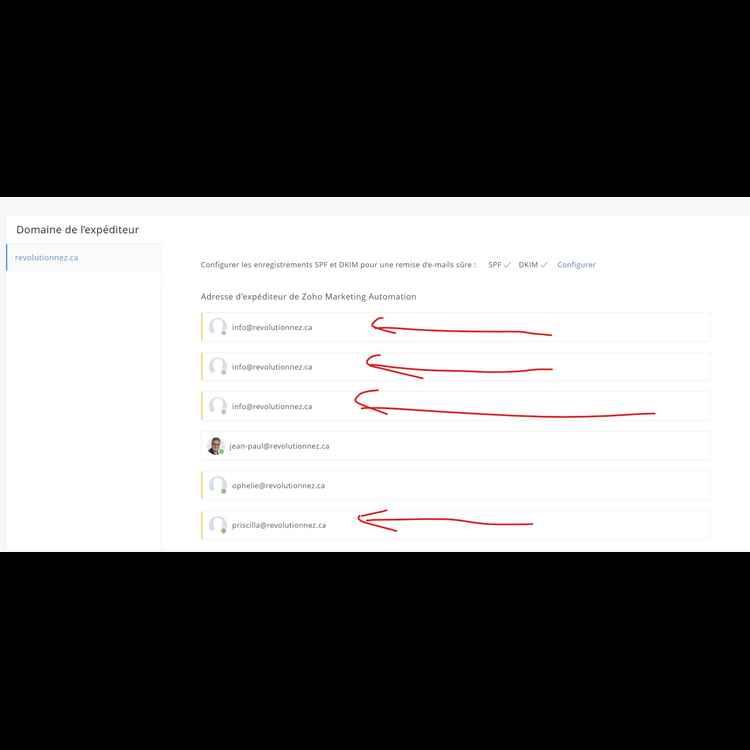 Domaine de l'expéditeur
revolutionnez.ca
Configurer les enregistrements SPF et DKIM pour une remise d'e-mails sûre : SPF ✓ DKIM ✓ Configurer
Adresse d'expéditeur de Zoho Marketing Automation
info@revolutionnez.ca
info@revolutionnez.ca
info@revolutionnez.ca
jean-paul@revolutionnez.ca
ophelie@revolutionnez.ca
priscilla@revolutionnez.ca